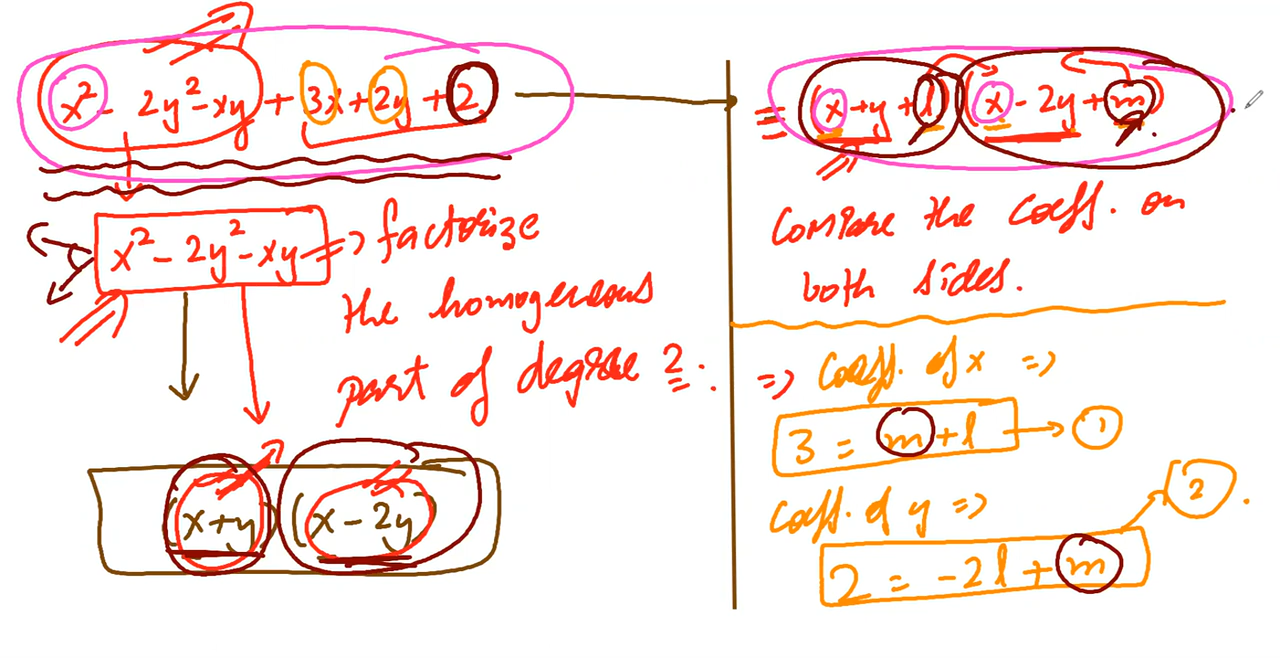 x² - 2y² - xy + 3x + 2y + 2
x² - 2y² - xy => factorize
the homogeneous
part of degree 2.
(x+y) (x - 2y)
= (x + y + l) (x - 2y + m)
Compare the coeff. on
both sides.
=> Coeff. of x =>
3 = m + l → 1
Coeff. of y =>
2 = -2l + m
2